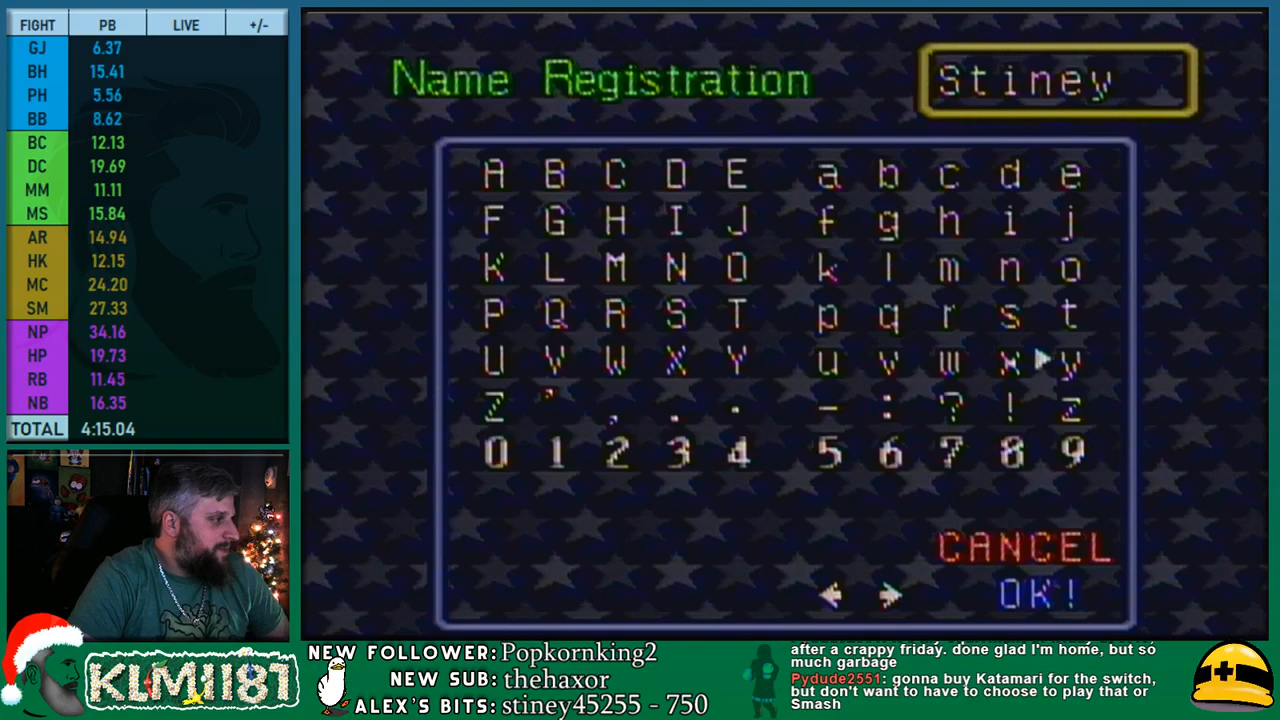 FIGHT PB LIVE +/-
GJ 6.37
BH 15.41
PH 5.56
BB 8.62
BC 12.13
DC 19.69
MM 11.11
MS 15.84
AR 14.94
HK 12.15
MC 24.20
SM 27.33
NP 34.16
HP 19.73
RB 11.45
NB 16.35
TOTAL 4:15.04
Name Registration
Stiney
A B C D E a b c d e
F G H I J f g h i j
K L M N O k l m n o
P Q R S T p q r s t
U V W X Y u v w x y
Z ' , . · - : ? ! z
0 1 2 3 4 5 6 7 8 9
CANCEL
OK!
KLM1187
NEW FOLLOWER: Popkornking2
NEW SUB: thehaxor
ALEX'S BITS: stiney45255 - 750
after a crappy friday. done glad I'm home, but so
much garbage
Pydude2551: gonna buy Katamari for the switch,
but don't want to have to choose to play that or
Smash